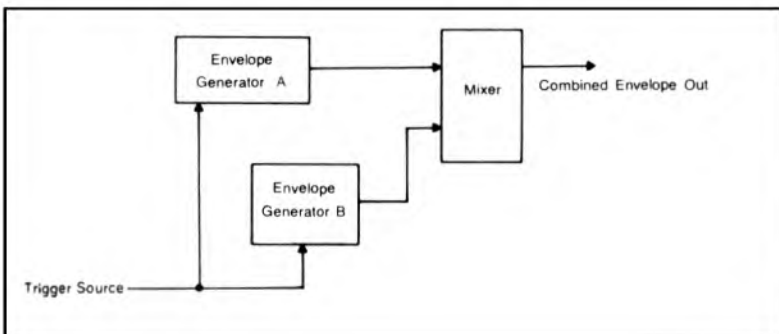 Envelope
Generator A
Mixer
Combined Envelope Out
Envelope
Generator B
Trigger Source